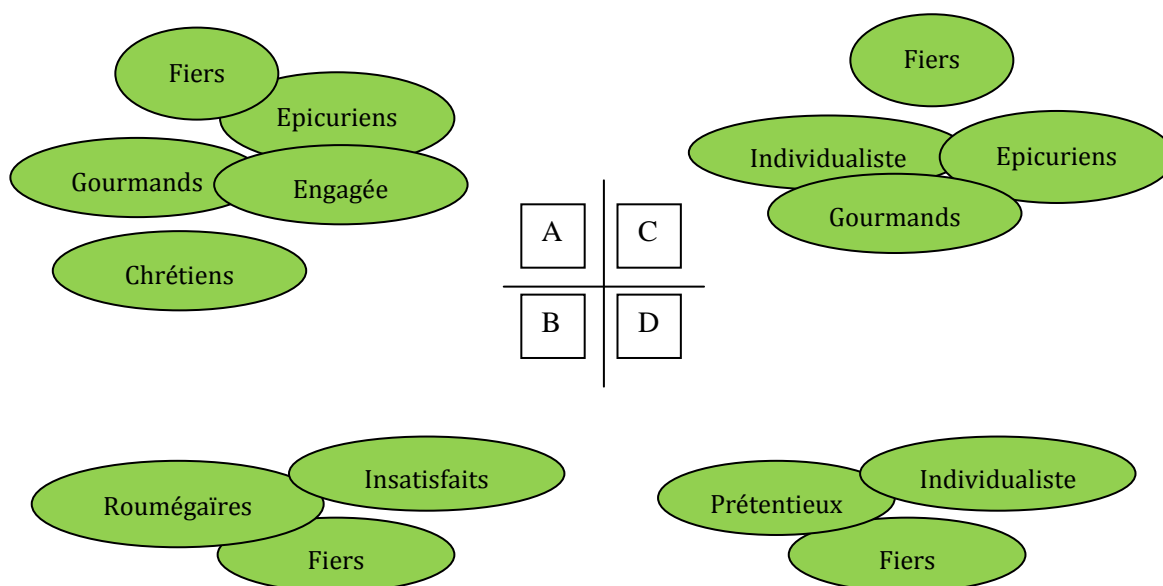 Fiers
Epicuriens
Gourmands
Engagée
Chrétiens
Fiers
Individualiste
Epicuriens
Gourmands
A
C
B
D
Roumégaïres
Insatisfaits
Fiers
Prétentieux
Individualiste
Fiers